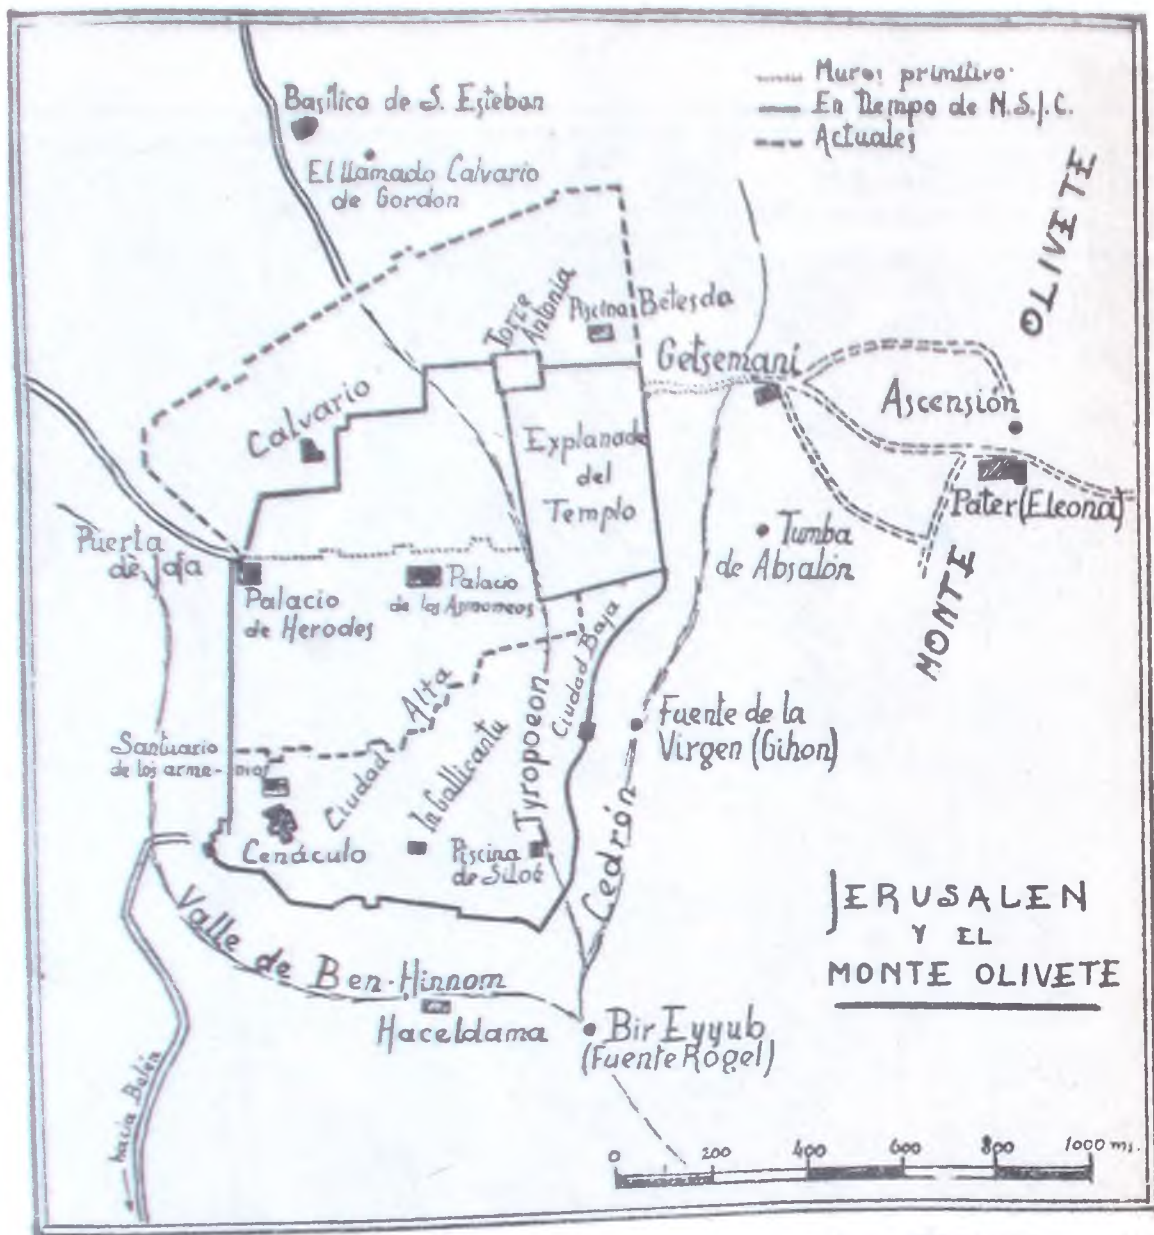 Muros primitivo.
En tiempo de N.S.J.C.
Actuales
Basílica de S. Esteban
El llamado Calvario
de Gordon
OLIVETE
Torre
Antonia
Piscina Betesda
Getsemaní
Ascensión
Calvario
Explanada
del
Templo
Pater (Eleona)
Puerta
de Jafa
Tumba
de Absalón
Palacio
de Herodes
Palacio
de los Asmoneos
MONTE
Ciudad Baja
Ciudad Alta
Fuente de la
Virgen (Gihon)
Santuario
de los arme-nios
In Gallicantu
Tyropoeon
Cedrón
Cenáculo
Piscina
de Siloé
JERUSALEN
Y EL
MONTE OLIVETE
Valle de Ben-Hinnom
Haceldama
Bir Eyyub
(Fuente Rogel)
hacia Belén
0 200 400 600 800 1000 ms.